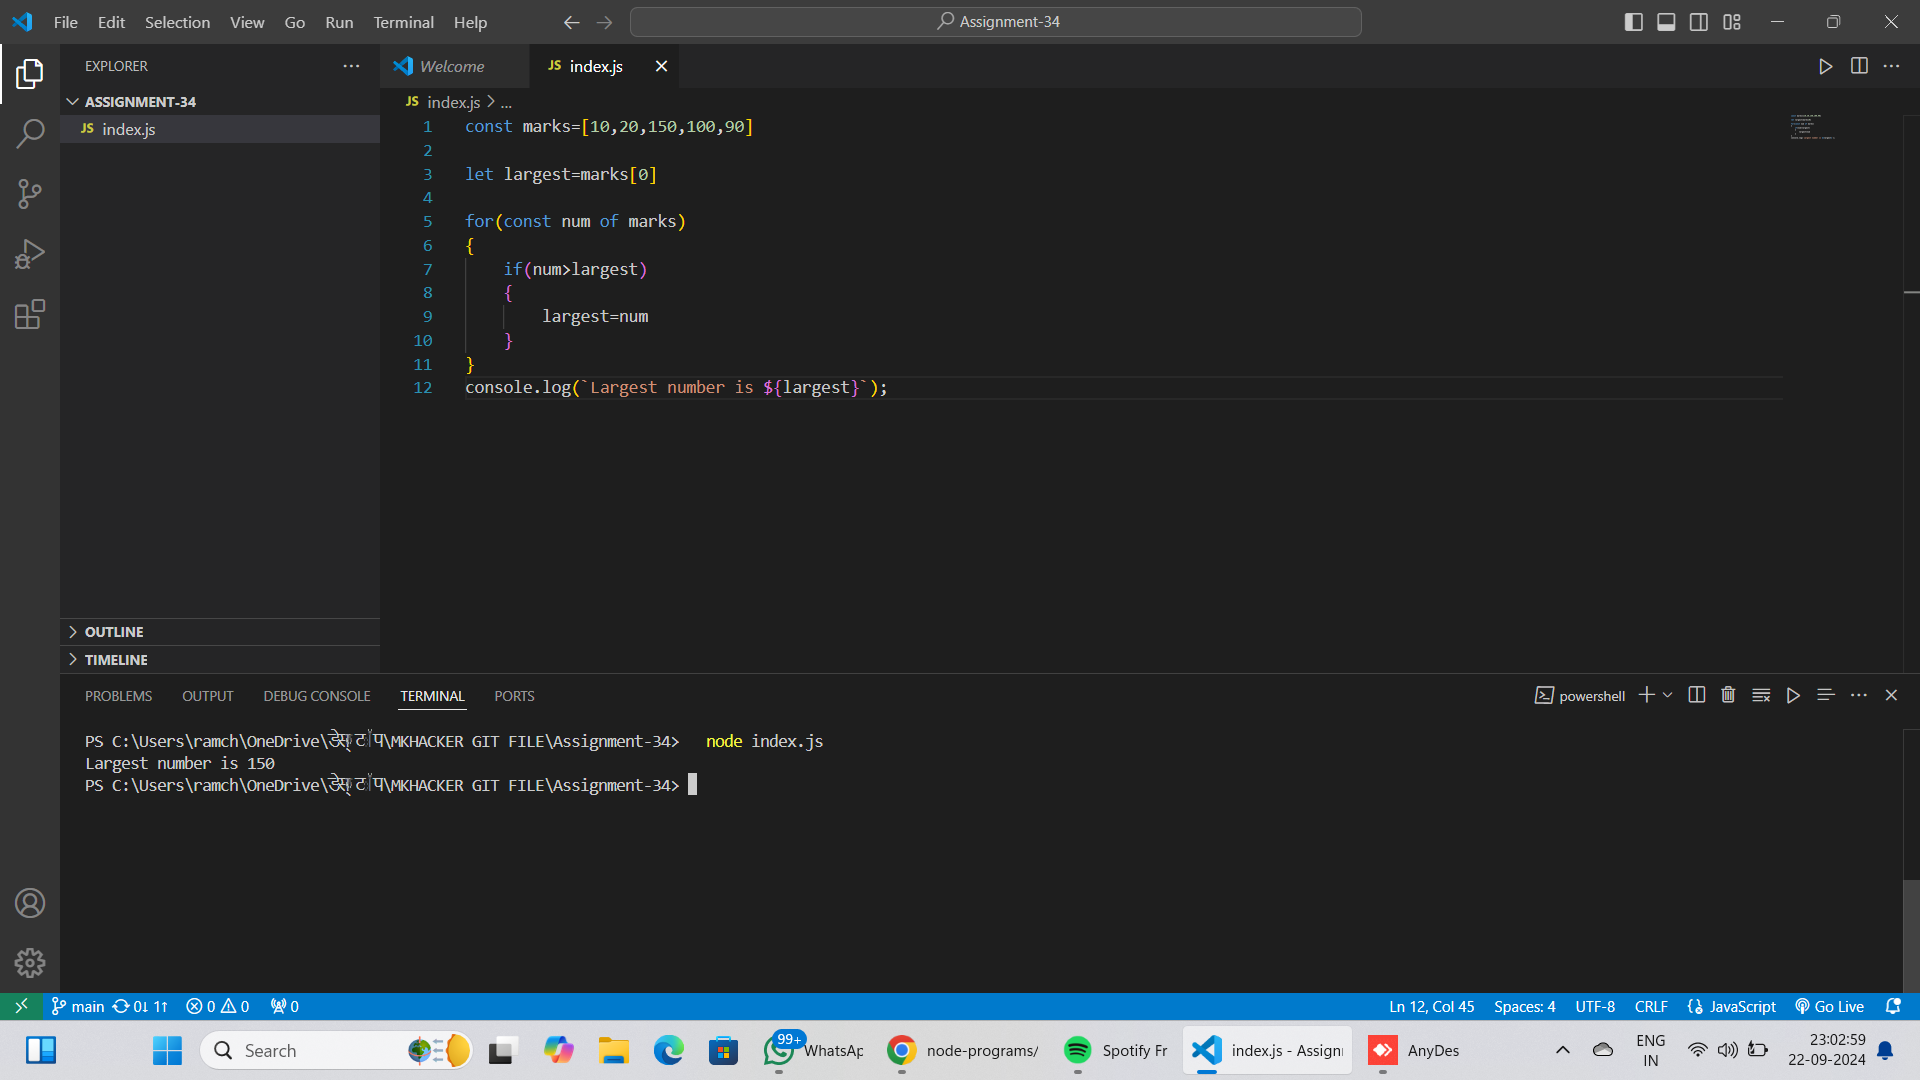 File Edit Selection View Go Run Terminal Help
Assignment-34
EXPLORER
Welcome
JS index.js
ASSIGNMENT-34
JS index.js
JS index.js > ...
1 const marks=[10,20,150,100,90]
2
3 let largest=marks[0]
4
5 for(const num of marks)
6 {
7 if(num>largest)
8 {
9 largest=num
10 }
11 }
12 console.log(`Largest number is ${largest}`);
OUTLINE
TIMELINE
PROBLEMS OUTPUT DEBUG CONSOLE TERMINAL PORTS
powershell
PS C:\Users\ramch\OneDrive\डेस्कटॉप\MKHACKER GIT FILE\Assignment-34> node index.js
Largest number is 150
PS C:\Users\ramch\OneDrive\डेस्कटॉप\MKHACKER GIT FILE\Assignment-34>
main 0↓ 1↑ 0 0 0
Ln 12, Col 45 Spaces: 4 UTF-8 CRLF JavaScript Go Live
Search
99+
WhatsAp
node-programs/
Spotify Fr
index.js - Assignr
AnyDes
ENG
IN
23:02:59
22-09-2024